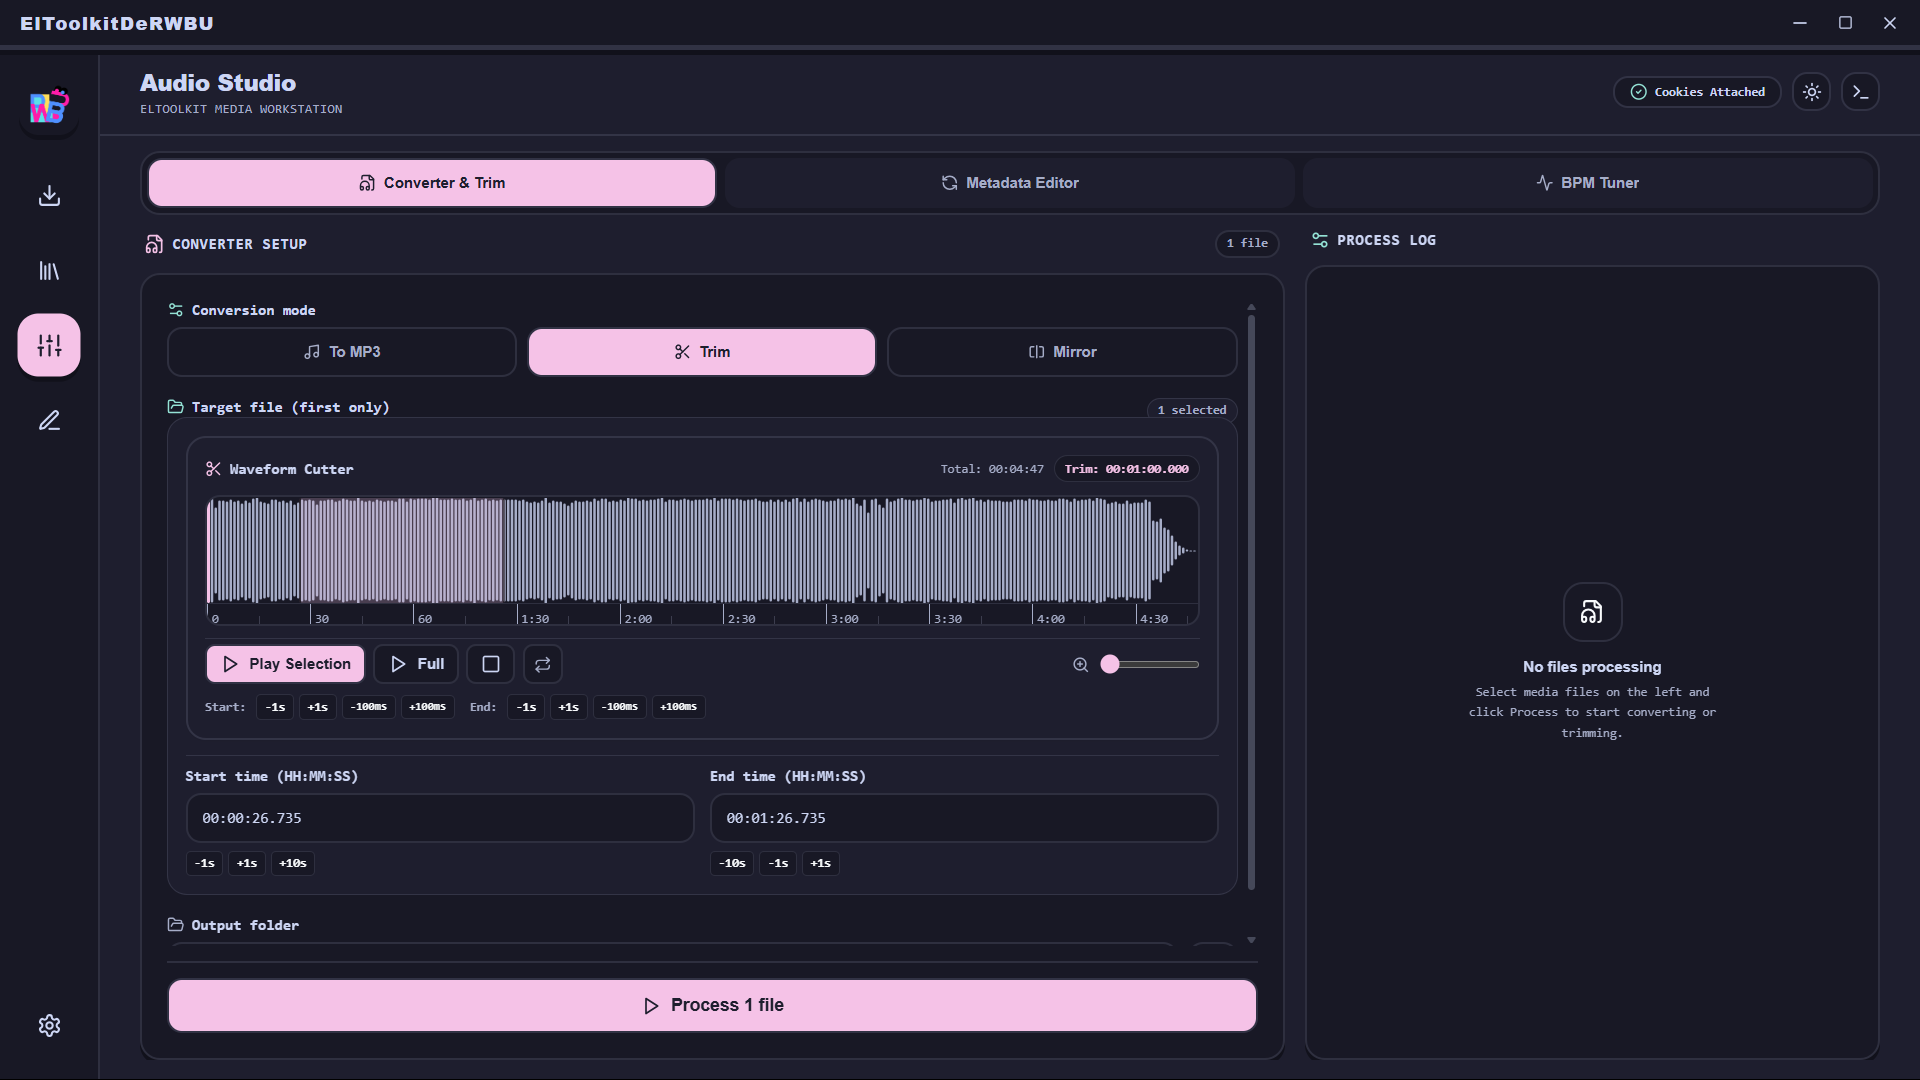 ElToolkitDeRWBU
Audio Studio
ELTOOLKIT MEDIA WORKSTATION
Cookies Attached
Converter & Trim
Metadata Editor
BPM Tuner
CONVERTER SETUP
1 file
PROCESS LOG
Conversion mode
To MP3
Trim
Mirror
Target file (first only)
1 selected
Waveform Cutter
Total: 00:04:47
Trim: 00:01:00.000
0 30 60 1:30 2:00 2:30 3:00 3:30 4:00 4:30
Play Selection
Full
Start: -1s +1s -100ms +100ms End: -1s +1s -100ms +100ms
Start time (HH:MM:SS)
End time (HH:MM:SS)
00:00:26.735
00:01:26.735
-1s +1s +10s
-10s -1s +1s
Output folder
Process 1 file
No files processing
Select media files on the left and
click Process to start converting or
trimming.